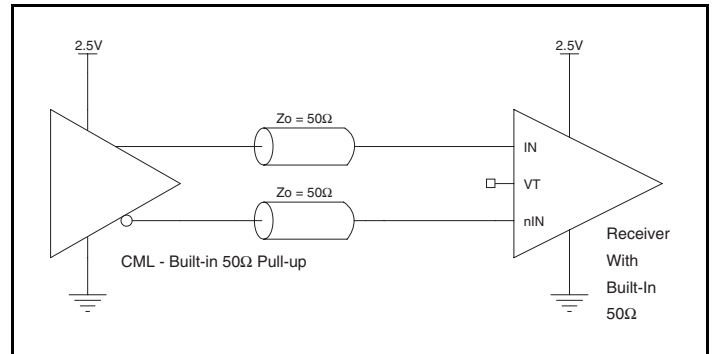 2.5V
2.5V
Zo = 50Ω
IN
VT
Zo = 50Ω
nIN
CML - Built-in 50Ω Pull-up
Receiver
With
Built-In
50Ω